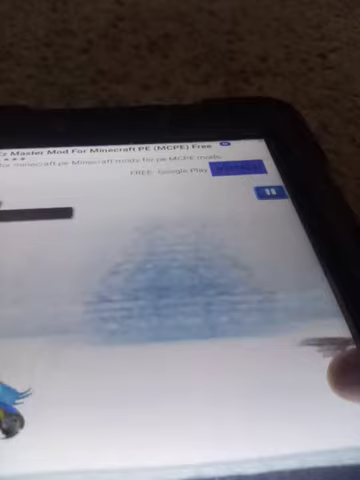 Master Mod For Minecraft PE (MCPE) Free
for minecraft pe Minecraft mods for pe MCPE mods
FREE· Google Play